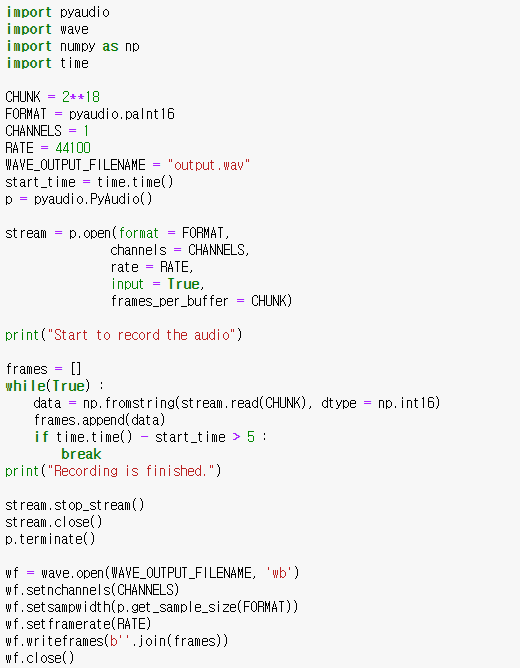 import pyaudio
import wave
import numpy as np
import time
CHUNK = 2**18
FORMAT = pyaudio.paInt16
CHANNELS = 1
RATE = 44100
WAVE_OUTPUT_FILENAME = "output.wav"
start_time = time.time()
p = pyaudio.PyAudio()
stream = p.open(format = FORMAT,
channels = CHANNELS,
rate = RATE,
input = True,
frames_per_buffer = CHUNK)
print("Start to record the audio")
frames = []
while(True) :
data = np.fromstring(stream.read(CHUNK), dtype = np.int16)
frames.append(data)
if time.time() - start_time > 5 :
break
print("Recording is finished.")
stream.stop_stream()
stream.close()
p.terminate()
wf = wave.open(WAVE_OUTPUT_FILENAME, 'wb')
wf.setnchannels(CHANNELS)
wf.setsampwidth(p.get_sample_size(FORMAT))
wf.setframerate(RATE)
wf.writeframes(b''.join(frames))
wf.close()